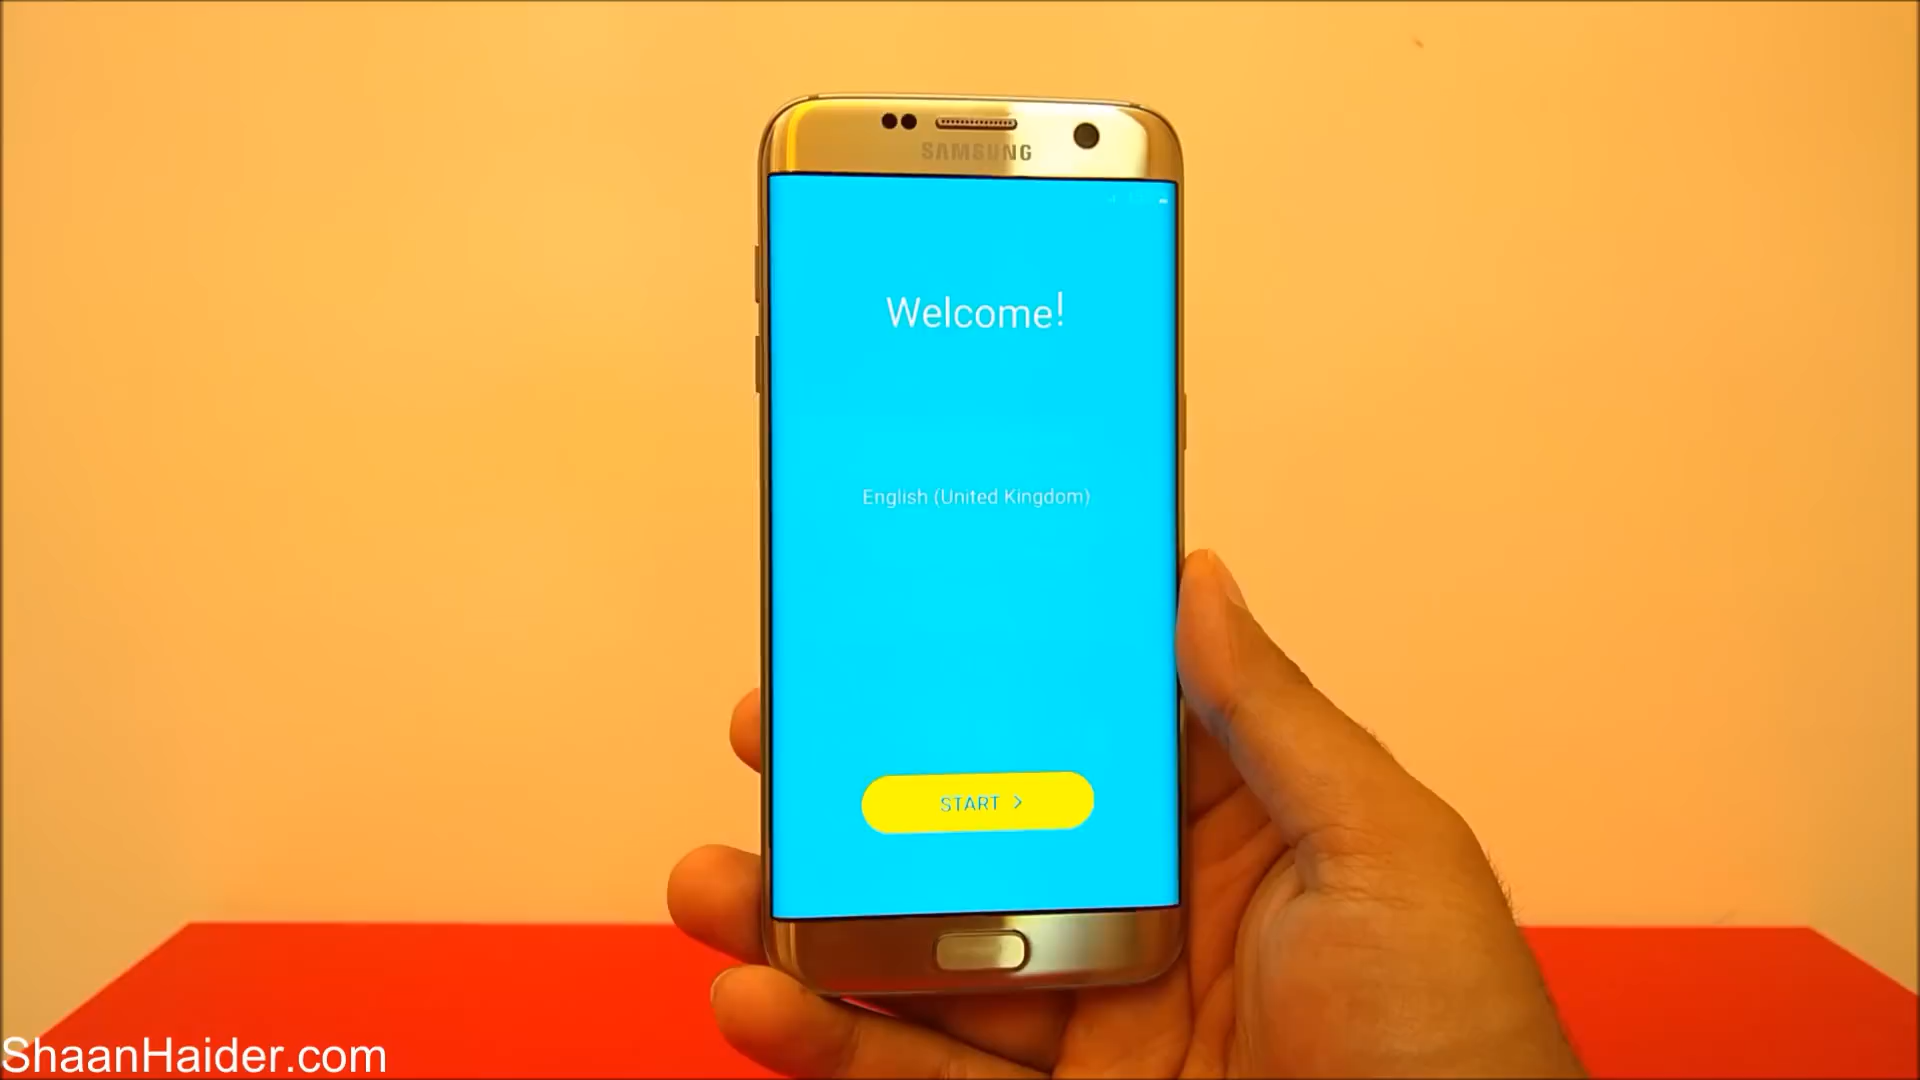 SAMSUNG
Welcome!
English (United Kingdom)
START >
ShaanHaider.com